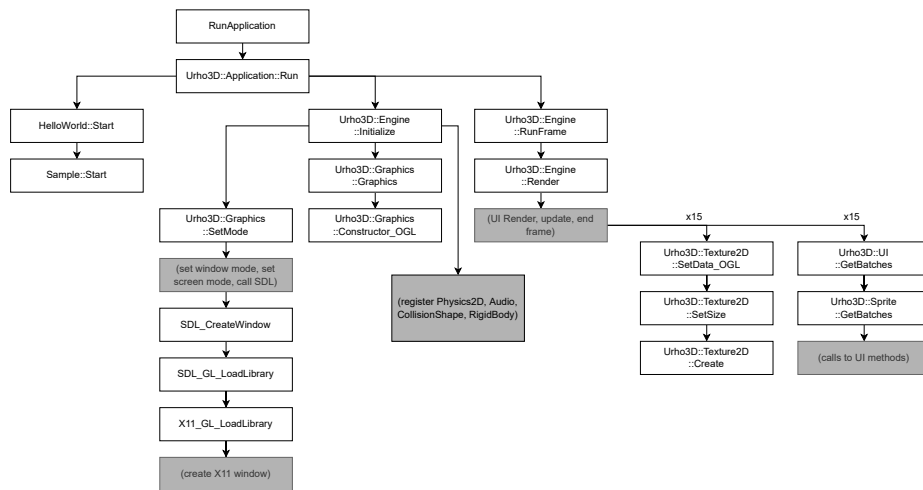 RunApplication
Urho3D::Application::Run
HelloWorld::Start
Urho3D::Engine
::Initialize
Urho3D::Engine
::RunFrame
Sample::Start
Urho3D::Graphics
::Graphics
Urho3D::Engine
::Render
Urho3D::Graphics
::SetMode
Urho3D::Graphics
::Constructor_OGL
(UI Render, update, end
frame)
x15
x15
(set window mode, set
screen mode, call SDL)
Urho3D::Texture2D
::SetData_OGL
Urho3D::UI
::GetBatches
(register Physics2D, Audio,
CollisionShape, RigidBody)
SDL_CreateWindow
Urho3D::Texture2D
::SetSize
Urho3D::Sprite
::GetBatches
SDL_GL_LoadLibrary
Urho3D::Texture2D
::Create
(calls to UI methods)
X11_GL_LoadLibrary
(create X11 window)